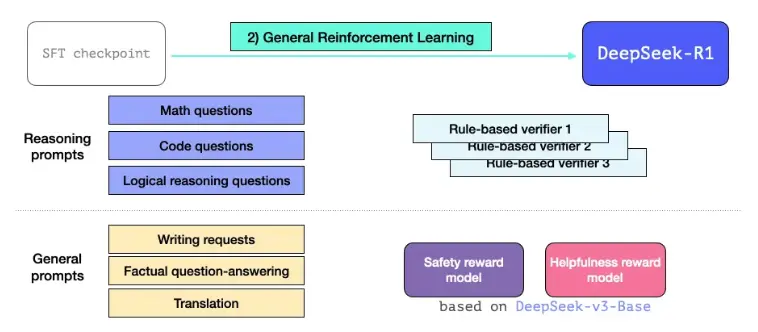 SFT checkpoint
2) General Reinforcement Learning
DeepSeek-R1
Reasoning
prompts
Math questions
Code questions
Logical reasoning questions
Rule-based verifier 1
Rule-based verifier 2
Rule-based verifier 3
General
prompts
Writing requests
Factual question-answering
Translation
Safety reward
model
Helpfulness reward
model
based on DeepSeek-v3-Base